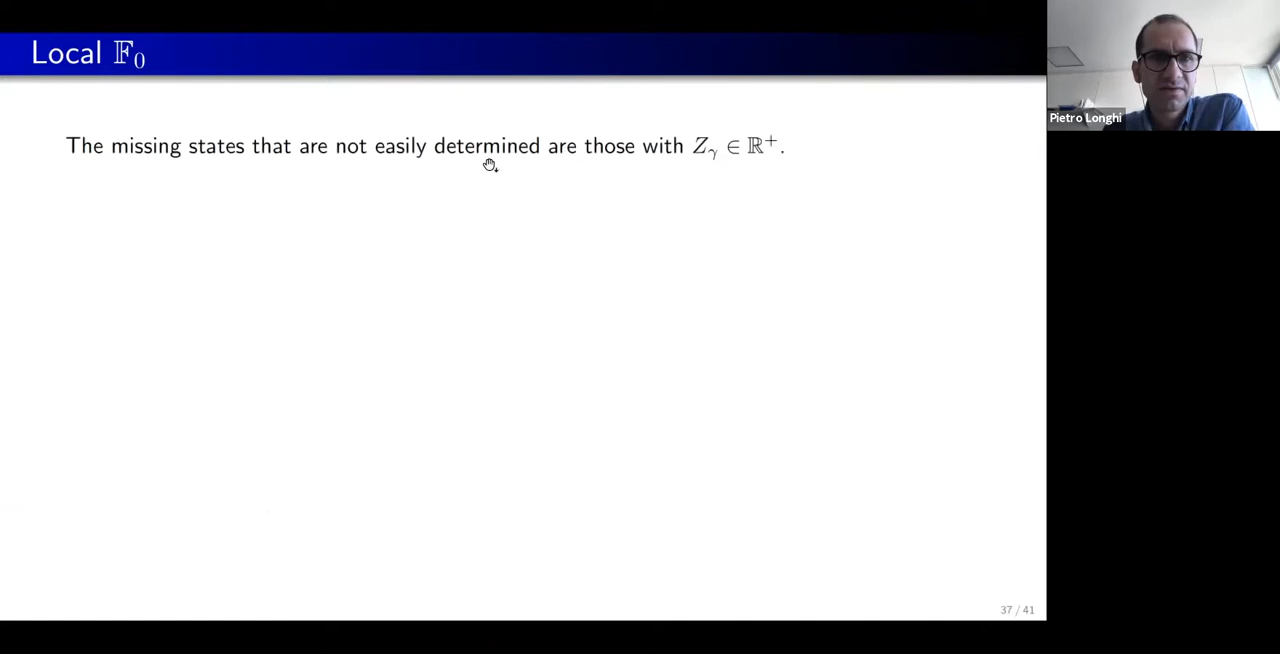 Local 𝔽₀
Pietro Longhi
The missing states that are not easily determined are those with Z_γ ∈ ℝ⁺.
37 / 41